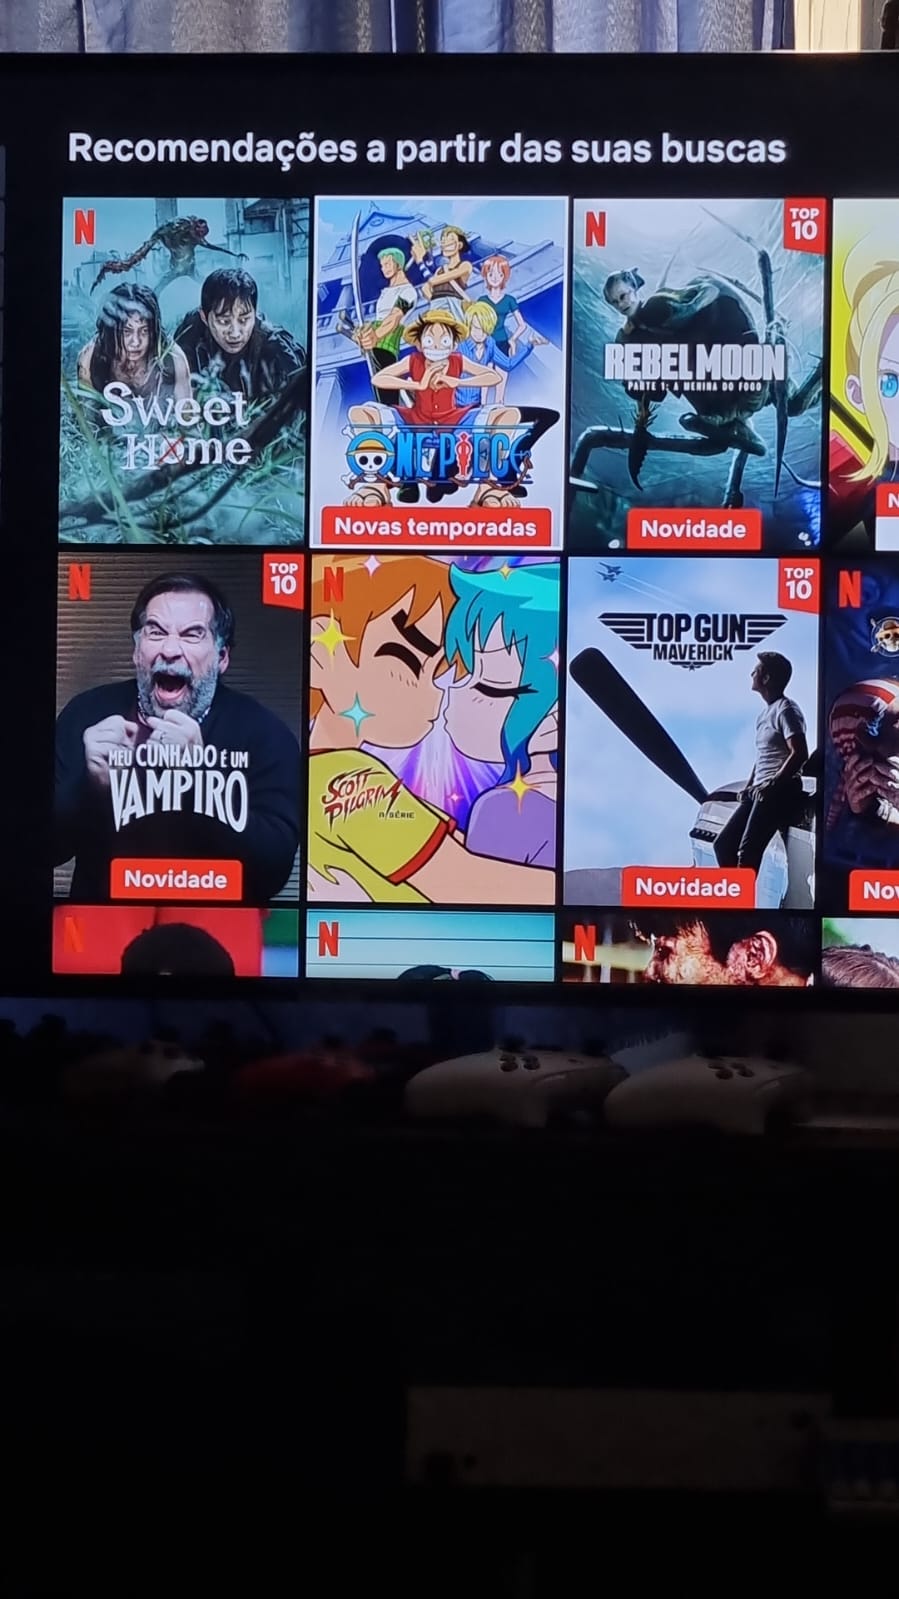 Recomendações a partir das suas buscas
N
Sweet
Home
ONE PIECE
Novas temporadas
N
TOP
10
REBEL MOON
PARTE 1: A MENINA DO FOGO
Novidade
N
N
TOP
10
MEU CUNHADO É UM
VAMPIRO
Novidade
N
SCOTT
PILGRIM
A SÉRIE
TOP
10
TOP GUN
MAVERICK
Novidade
N
Nov
N
N
N